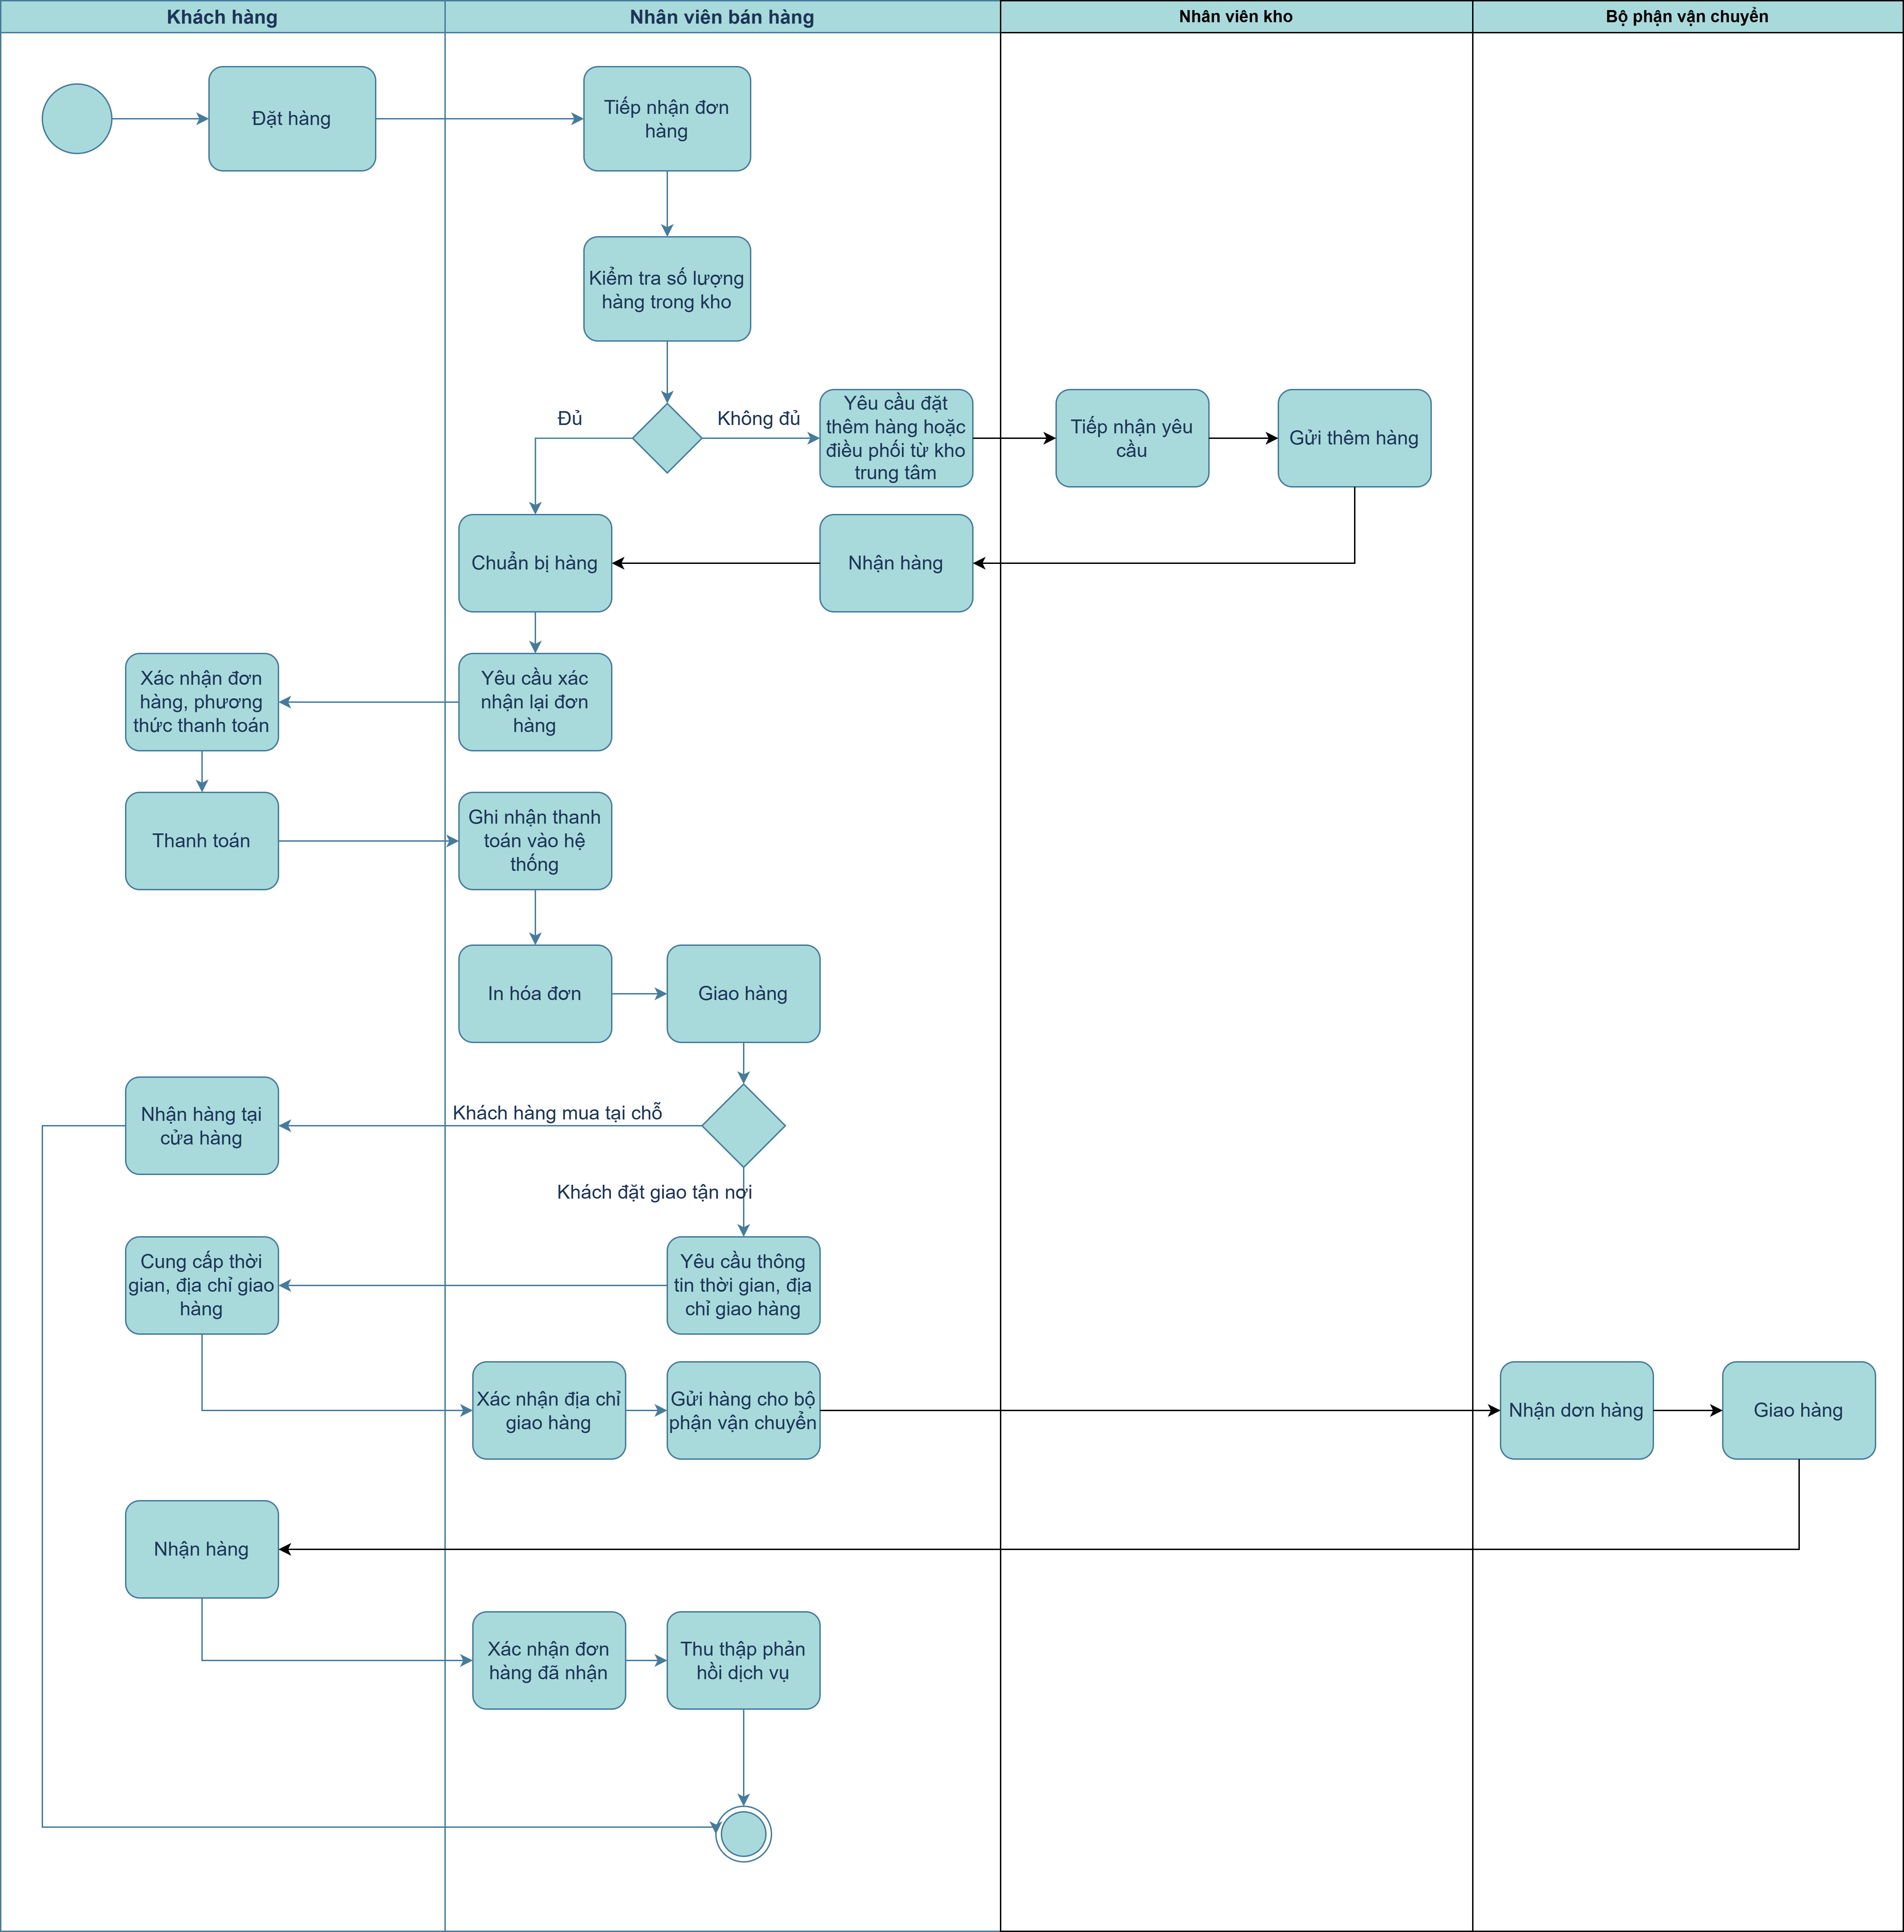 Khách hàng
Nhân viên bán hàng
Nhân viên kho
Bộ phận vận chuyển
Đặt hàng
Tiếp nhận đơn
hàng
Kiểm tra số lượng
hàng trong kho
Đủ
Không đủ
Yêu cầu đặt
thêm hàng hoặc
điều phối từ kho
trung tâm
Tiếp nhận yêu
cầu
Gửi thêm hàng
Chuẩn bị hàng
Nhận hàng
Xác nhận đơn
hàng, phương
thức thanh toán
Yêu cầu xác
nhận lại đơn
hàng
Thanh toán
Ghi nhận thanh
toán vào hệ
thống
In hóa đơn
Giao hàng
Nhận hàng tại
cửa hàng
Khách hàng mua tại chỗ
Khách đặt giao tận nơi
Cung cấp thời
gian, địa chỉ giao
hàng
Yêu cầu thông
tin thời gian, địa
chỉ giao hàng
Xác nhận địa chỉ
giao hàng
Gửi hàng cho bộ
phận vận chuyển
Nhận dơn hàng
Giao hàng
Nhận hàng
Xác nhận đơn
hàng đã nhận
Thu thập phản
hồi dịch vụ